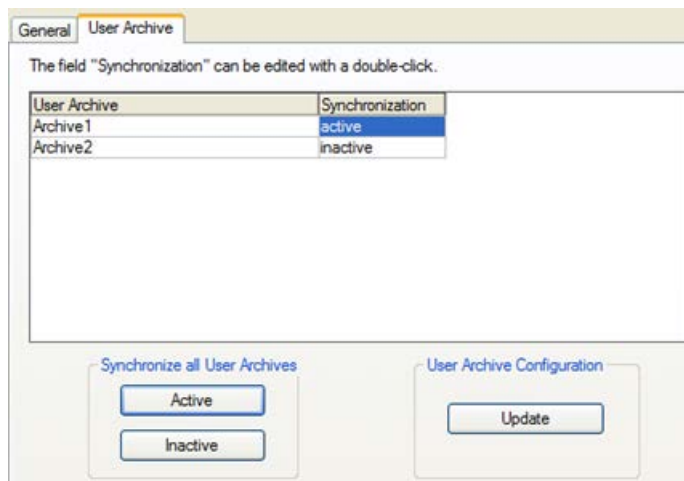 General User Archive
The field "Synchronization" can be edited with a double-click.
User Archive Synchronization
Archive1 active
Archive2 inactive
Synchronize all User Archives
Active
Inactive
User Archive Configuration
Update